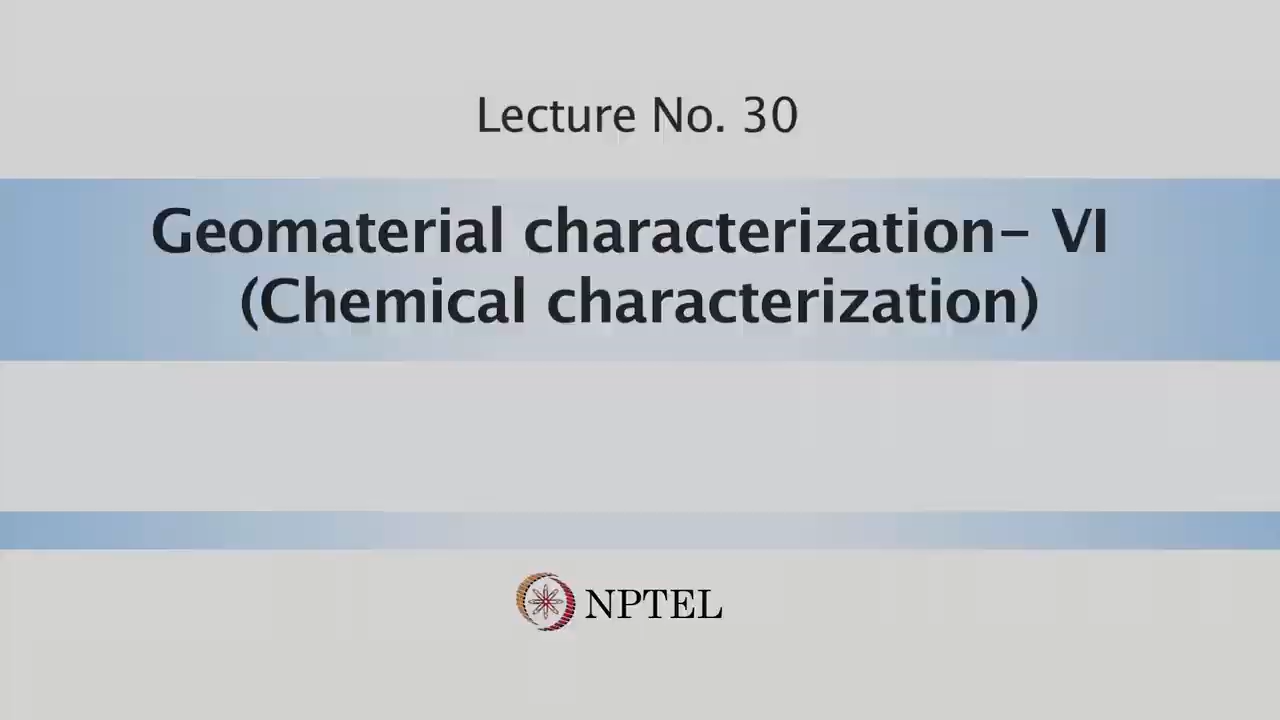 Lecture No. 30
Geomaterial characterization– VI
(Chemical characterization)
NPTEL